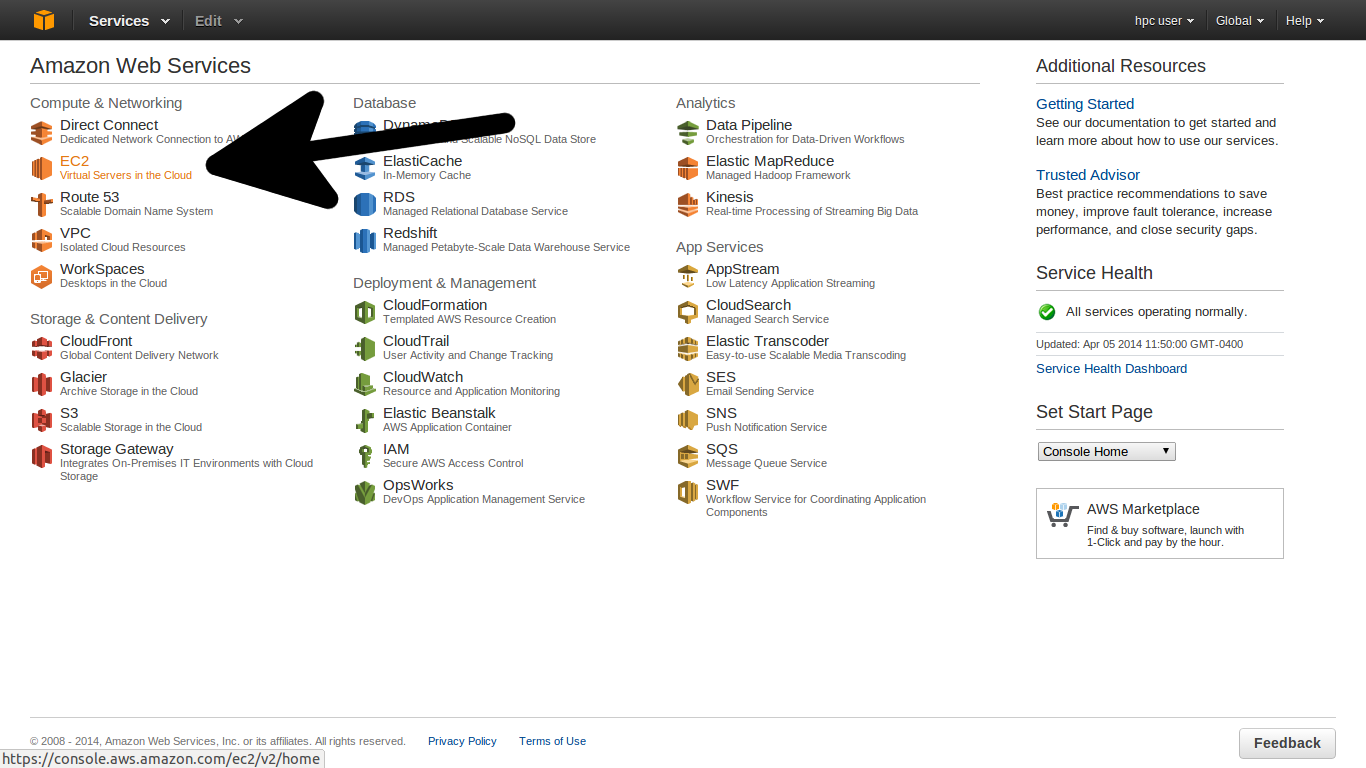 Services Edit hpc user Global Help
Amazon Web Services
Compute & Networking
Direct Connect
Dedicated Network Connection to
EC2
Virtual Servers in the Cloud
Route 53
Scalable Domain Name System
VPC
Isolated Cloud Resources
WorkSpaces
Desktops in the Cloud
Storage & Content Delivery
CloudFront
Global Content Delivery Network
Glacier
Archive Storage in the Cloud
S3
Scalable Storage in the Cloud
Storage Gateway
Integrates On-Premises IT Environments with Cloud
Storage
Database
Scalable NoSQL Data Store
ElastiCache
In-Memory Cache
RDS
Managed Relational Database Service
Redshift
Managed Petabyte-Scale Data Warehouse Service
Deployment & Management
CloudFormation
Templated AWS Resource Creation
CloudTrail
User Activity and Change Tracking
CloudWatch
Resource and Application Monitoring
Elastic Beanstalk
AWS Application Container
IAM
Secure AWS Access Control
OpsWorks
DevOps Application Management Service
Analytics
Data Pipeline
Orchestration for Data-Driven Workflows
Elastic MapReduce
Managed Hadoop Framework
Kinesis
Real-time Processing of Streaming Big Data
App Services
AppStream
Low Latency Application Streaming
CloudSearch
Managed Search Service
Elastic Transcoder
Easy-to-use Scalable Media Transcoding
SES
Email Sending Service
SNS
Push Notification Service
SQS
Message Queue Service
SWF
Workflow Service for Coordinating Application
Components
Additional Resources
Getting Started
See our documentation to get started and
learn more about how to use our services.
Trusted Advisor
Best practice recommendations to save
money, improve fault tolerance, increase
performance, and close security gaps.
Service Health
All services operating normally.
Updated: Apr 05 2014 11:50:00 GMT-0400
Service Health Dashboard
Set Start Page
Console Home
AWS Marketplace
Find & buy software, launch with
1-Click and pay by the hour.
© 2008 - 2014, Amazon Web Services, Inc. or its affiliates. All rights reserved. Privacy Policy Terms of Use
Feedback
https://console.aws.amazon.com/ec2/v2/home